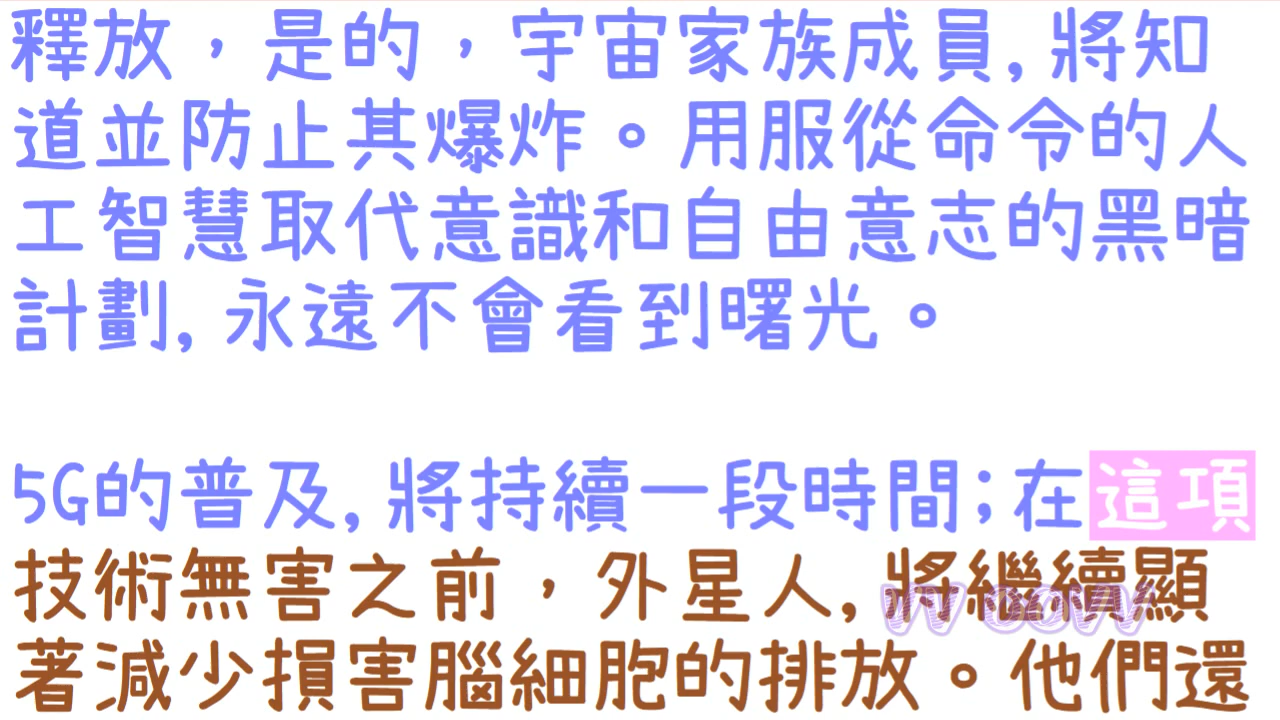 釋放，是的，宇宙家族成員,將知
道並防止其爆炸。用服從命令的人
工智慧取代意識和自由意志的黑暗
計劃,永遠不會看到曙光。
5G的普及,將持續一段時間;在這項
技術無害之前，外星人,將繼續顯
著減少損害腦細胞的排放。他們還